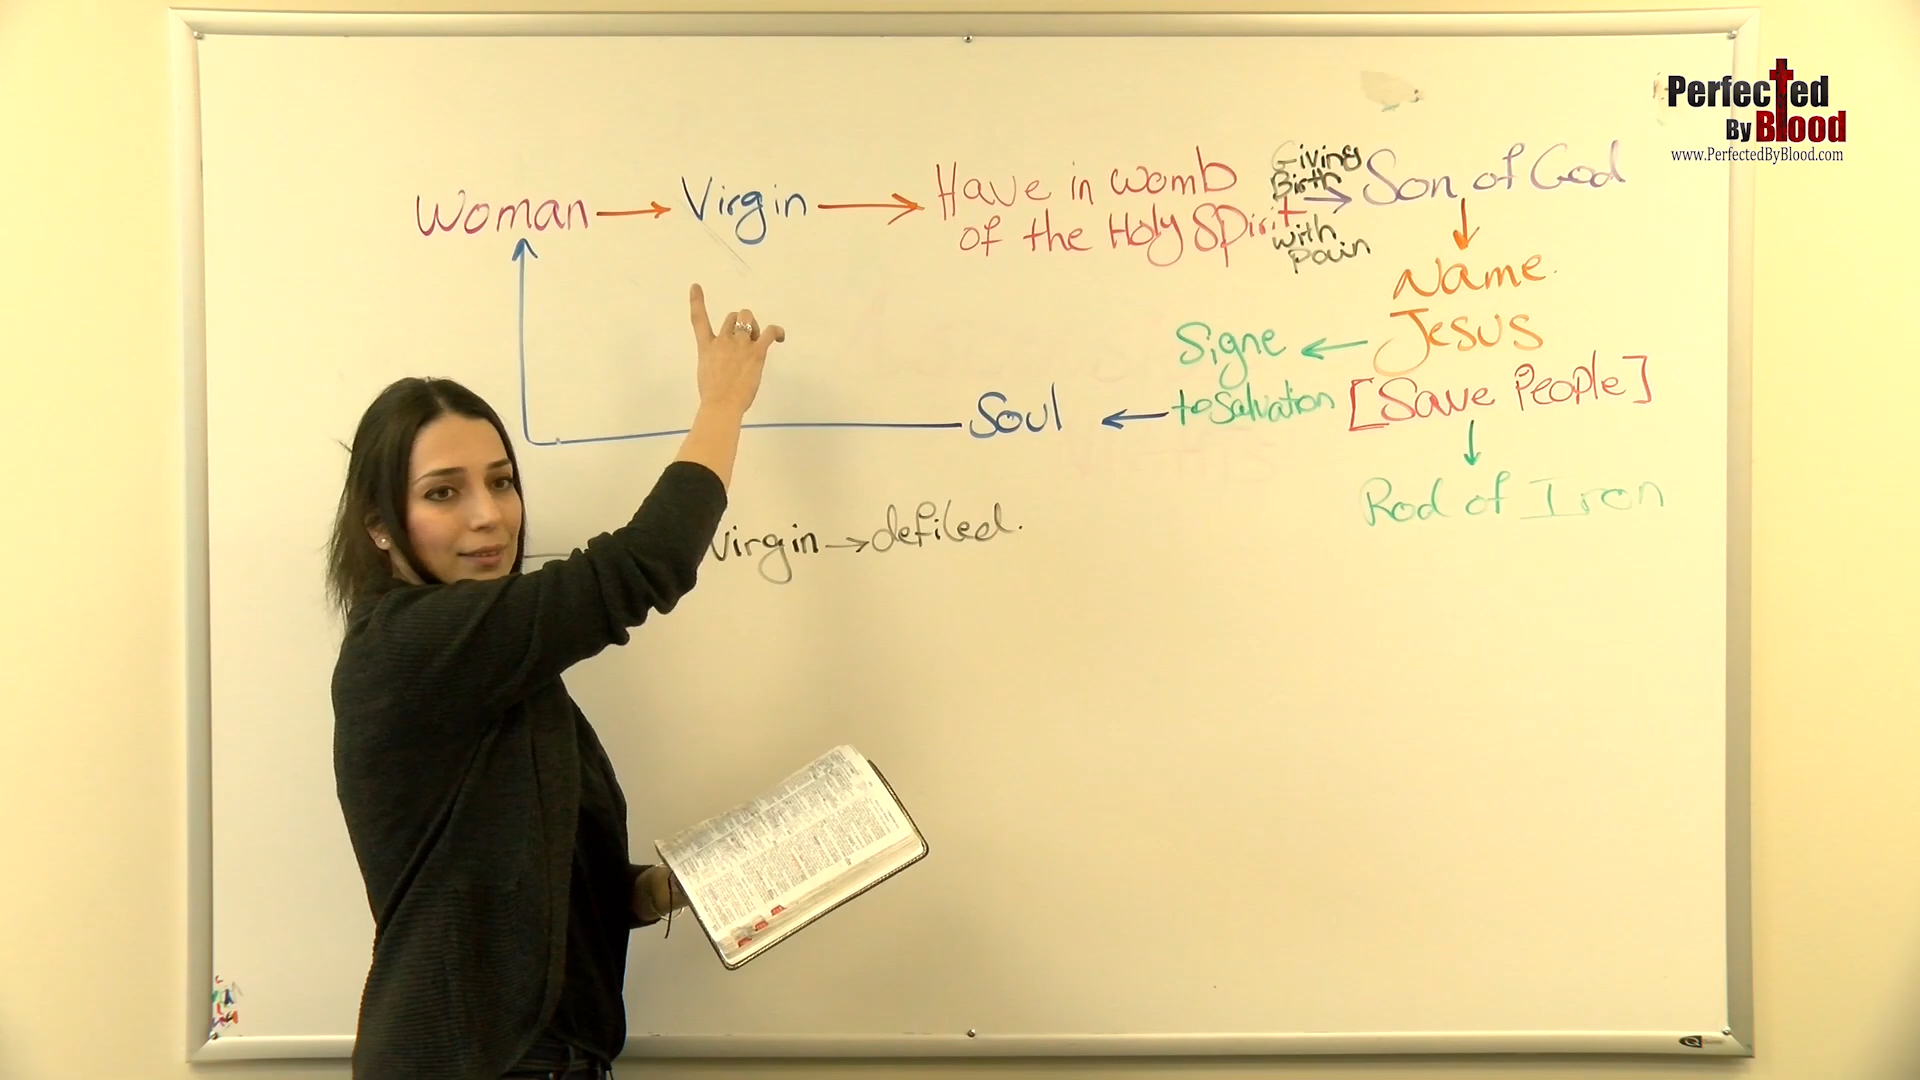 Perfected
By Blood
www.PerfectedByBlood.com
Woman → Virgin → Have in womb
of the Holy Spirit
Giving
Birth
with
Pain
→ Son of God
↓
Name
Jesus
[Save People]
← Signe
to Salvation
← Soul
↓
Rod of Iron
Virgin → defiled.